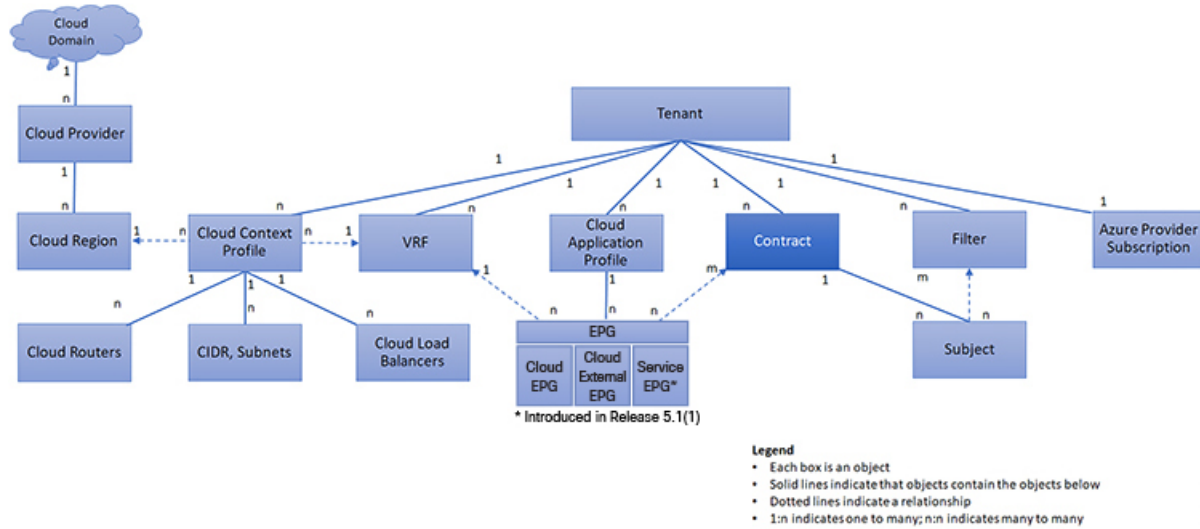 Cloud
Domain
1
n
Cloud Provider
Tenant
1
n
1
1
1
1
1
1
n
n
n
n
n
1
Cloud Region
1
n
Cloud Context
Profile
n
1
VRF
Cloud
Application
Profile
Contract
Filter
Azure Provider
Subscription
1
1
1
1
1
m
1
m
n
n
n
n
n
n
n
n
Cloud Routers
CIDR, Subnets
Cloud Load
Balancers
EPG
Cloud
EPG
Cloud
External
EPG
Service
EPG*
Subject
* Introduced in Release 5.1(1)
Legend
• Each box is an object
• Solid lines indicate that objects contain the objects below
• Dotted lines indicate a relationship
• 1:n indicates one to many; n:n indicates many to many